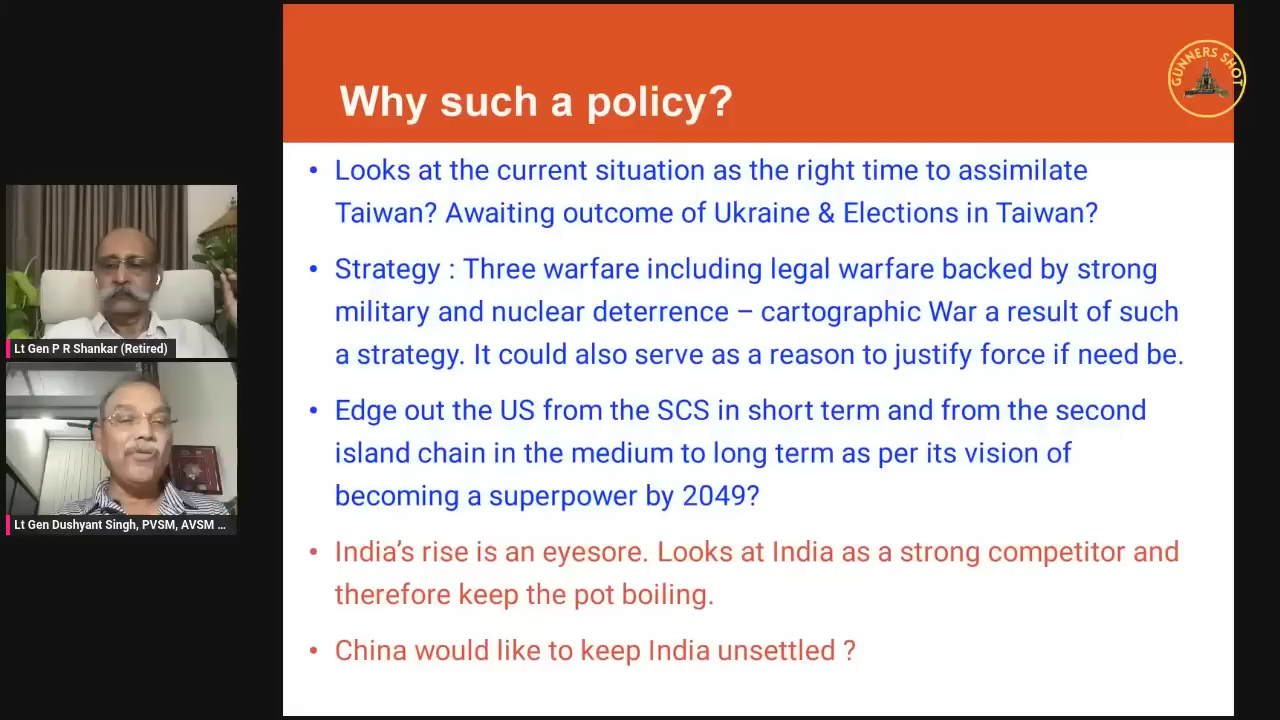 Why such a policy?
GUNNERS SHOT
• Looks at the current situation as the right time to assimilate
Taiwan? Awaiting outcome of Ukraine & Elections in Taiwan?
• Strategy : Three warfare including legal warfare backed by strong
military and nuclear deterrence – cartographic War a result of such
a strategy. It could also serve as a reason to justify force if need be.
• Edge out the US from the SCS in short term and from the second
island chain in the medium to long term as per its vision of
becoming a superpower by 2049?
• India’s rise is an eyesore. Looks at India as a strong competitor and
therefore keep the pot boiling.
• China would like to keep India unsettled ?
Lt Gen P R Shankar (Retired)
Lt Gen Dushyant Singh, PVSM, AVSM ...